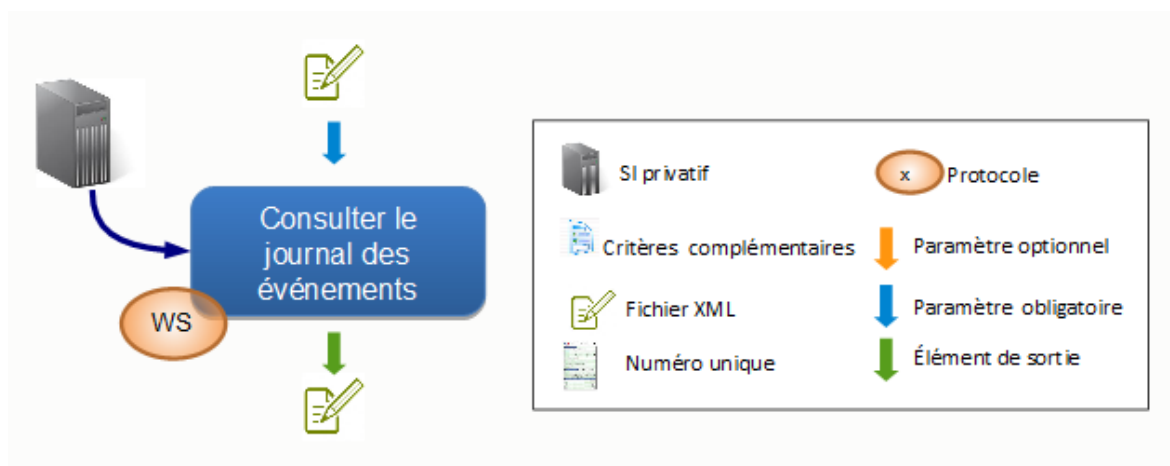 Consulter le
journal des
événements
WS
SI privatif
x Protocole
Critères complémentaires
Paramètre optionnel
Fichier XML
Paramètre obligatoire
Numéro unique
Élément de sortie